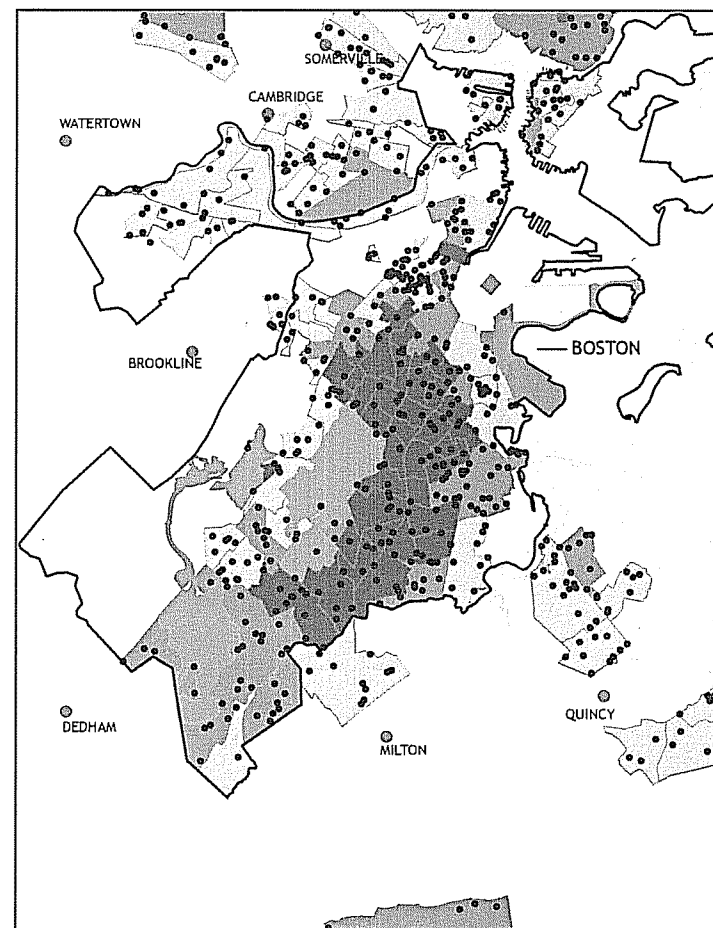 SOMERVILLE
CAMBRIDGE
WATERTOWN
BROOKLINE
BOSTON
DEDHAM
QUINCY
MILTON